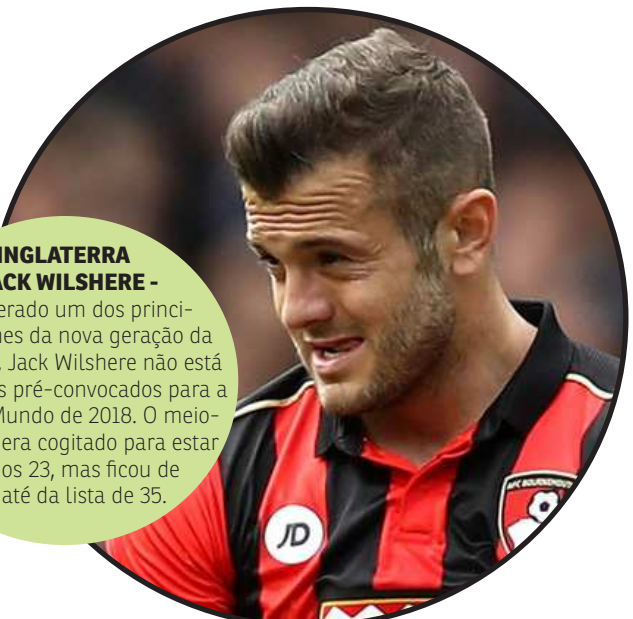 INGLATERRA
ACK WILSHERE -
erado um dos princi-
nes da nova geração da
, Jack Wilshere não está
s pré-convocados para a
Mundo de 2018. O meio-
era cogitado para estar
os 23, mas ficou de
até da lista de 35.
JD
AFC BOURNEMOUTH